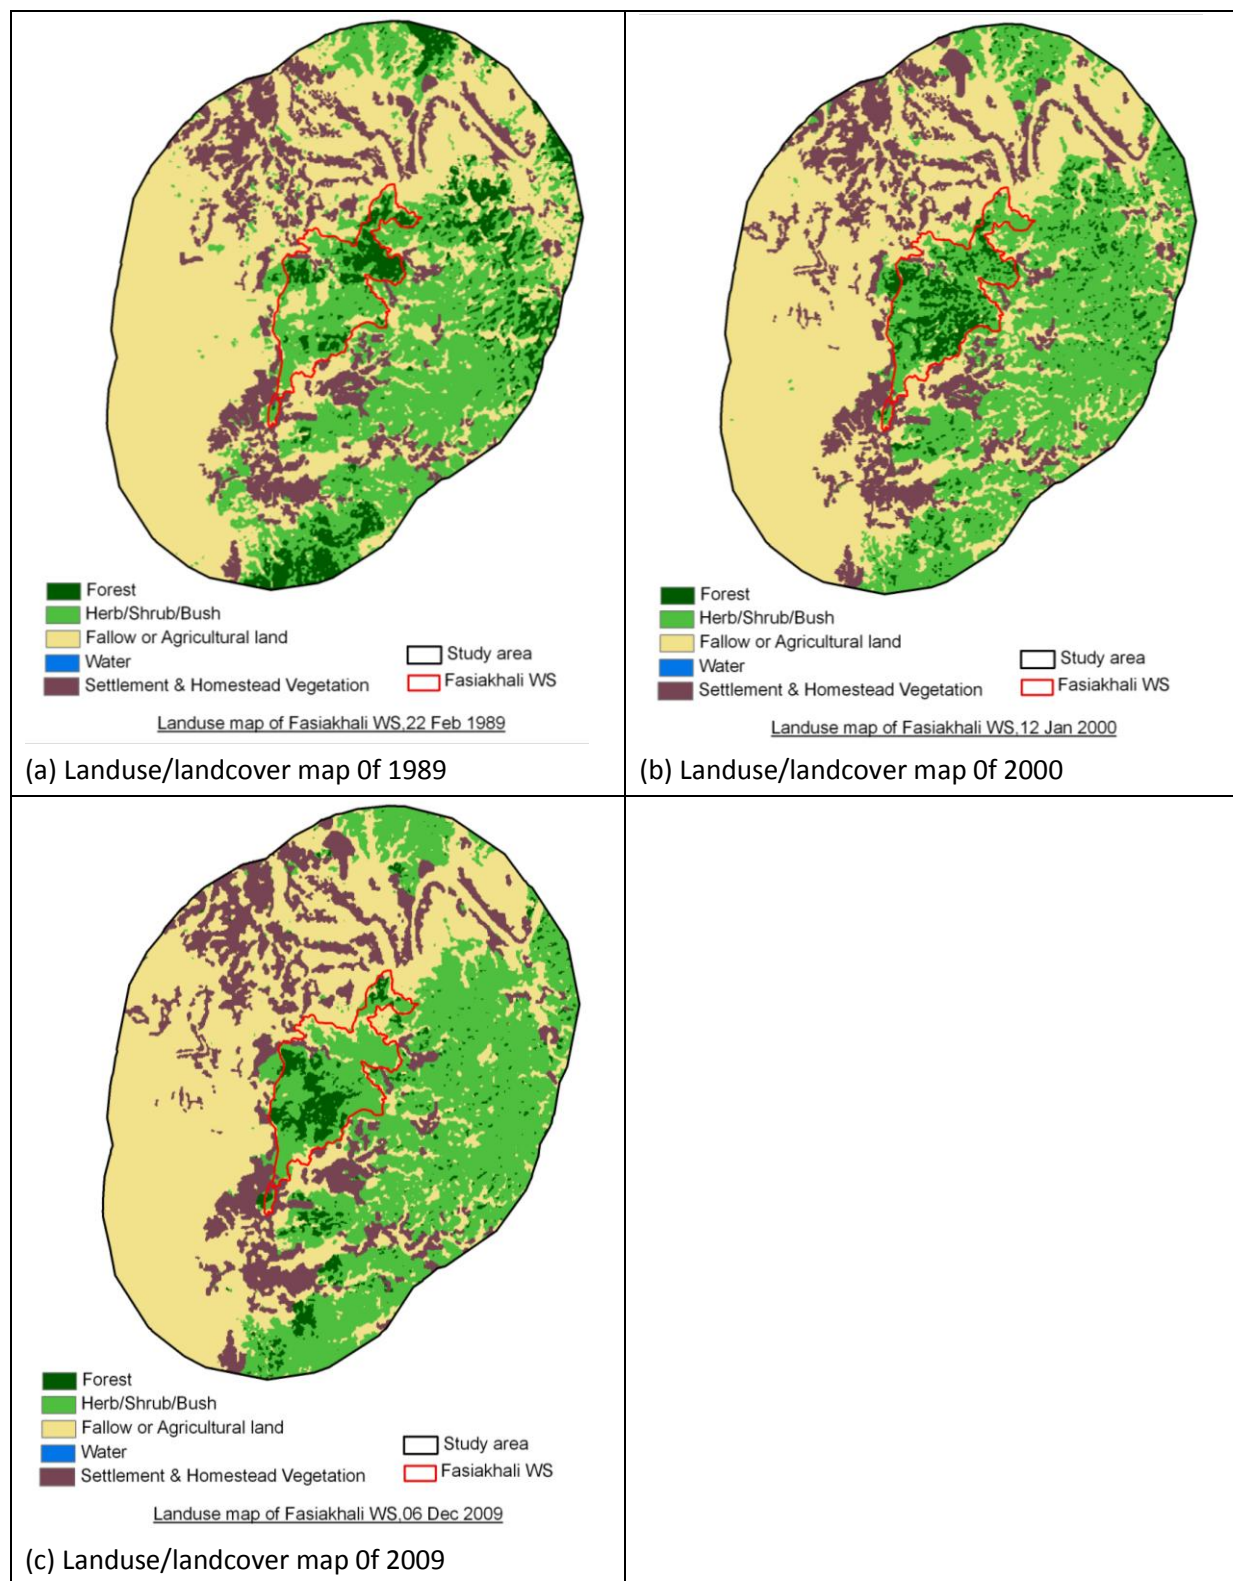 Forest
Herb/Shrub/Bush
Fallow or Agricultural land
Water
Settlement & Homestead Vegetation
Study area
Fasiakhali WS
Landuse map of Fasiakhali WS,22 Feb 1989
(a) Landuse/landcover map 0f 1989
Forest
Herb/Shrub/Bush
Fallow or Agricultural land
Water
Settlement & Homestead Vegetation
Study area
Fasiakhali WS
Landuse map of Fasiakhali WS,12 Jan 2000
(b) Landuse/landcover map 0f 2000
Forest
Herb/Shrub/Bush
Fallow or Agricultural land
Water
Settlement & Homestead Vegetation
Study area
Fasiakhali WS
Landuse map of Fasiakhali WS,06 Dec 2009
(c) Landuse/landcover map 0f 2009